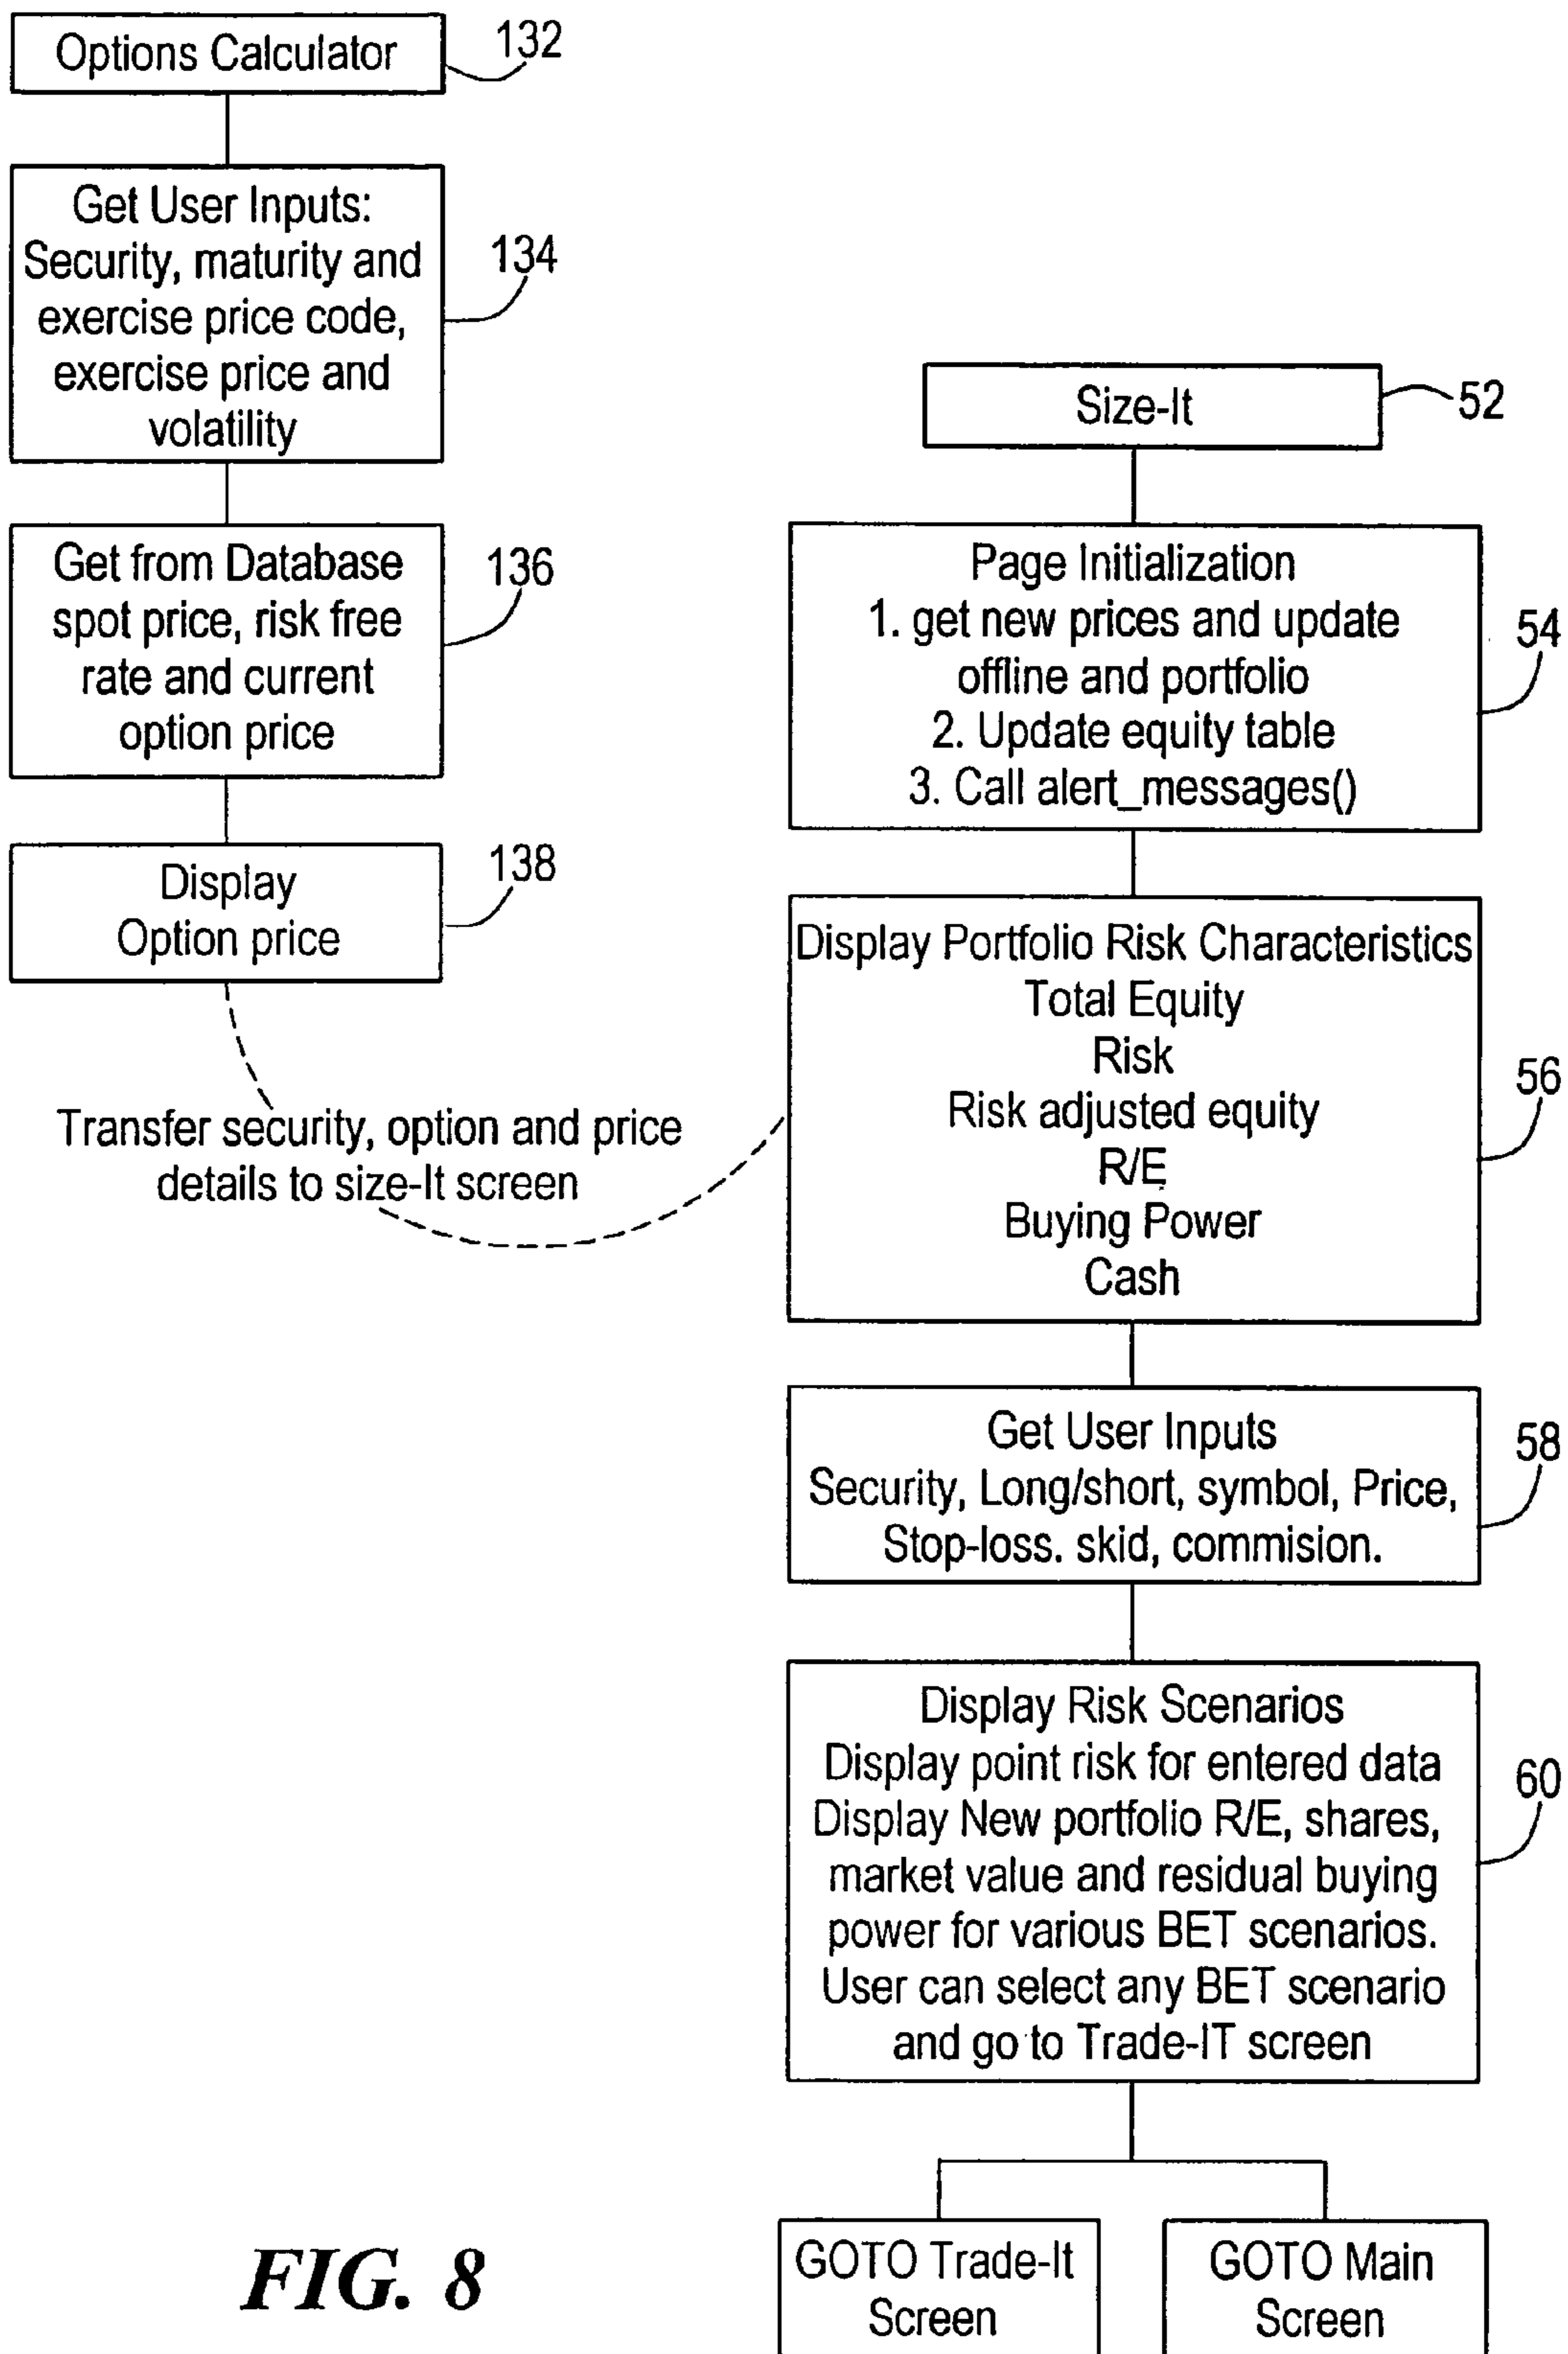 Options Calculator
132
Get User Inputs:
Security, maturity and
exercise price code,
exercise price and
volatility
134
Get from Database
spot price, risk free
rate and current
option price
136
Display
Option price
138
Transfer security, option and price
details to size-It screen
Size-It
52
Page Initialization
1. get new prices and update
offline and portfolio
2. Update equity table
3. Call alert_messages()
54
Display Portfolio Risk Characteristics
Total Equity
Risk
Risk adjusted equity
R/E
Buying Power
Cash
56
Get User Inputs
Security, Long/short, symbol, Price,
Stop-loss. skid, commision.
58
Display Risk Scenarios
Display point risk for entered data
Display New portfolio R/E, shares,
market value and residual buying
power for various BET scenarios.
User can select any BET scenario
and go to Trade-IT screen
60
GOTO Trade-It
Screen
GOTO Main
Screen
FIG. 8